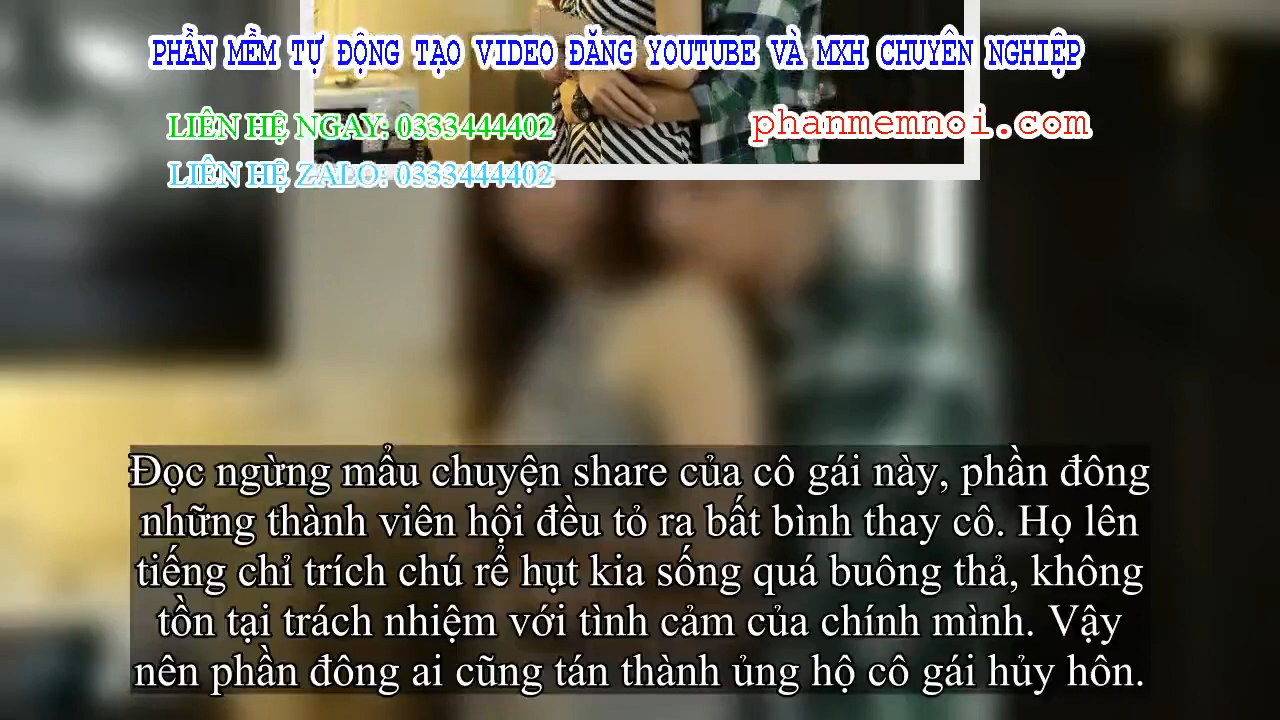 PHẦN MỀM TỰ ĐỘNG TẠO VIDEO ĐĂNG YOUTUBE VÀ MXH CHUYÊN NGHIỆP
LIÊN HỆ NGAY: 0333444402
phanmemnoi.com
LIÊN HỆ ZALO: 0333444402
Đọc ngừng mẩu chuyện share của cô gái này, phần đông
những thành viên hội đều tỏ ra bất bình thay cô. Họ lên
tiếng chỉ trích chú rể hụt kia sống quá buông thả, không
tồn tại trách nhiệm với tình cảm của chính mình. Vậy
nên phần đông ai cũng tán thành ủng hộ cô gái hủy hôn.